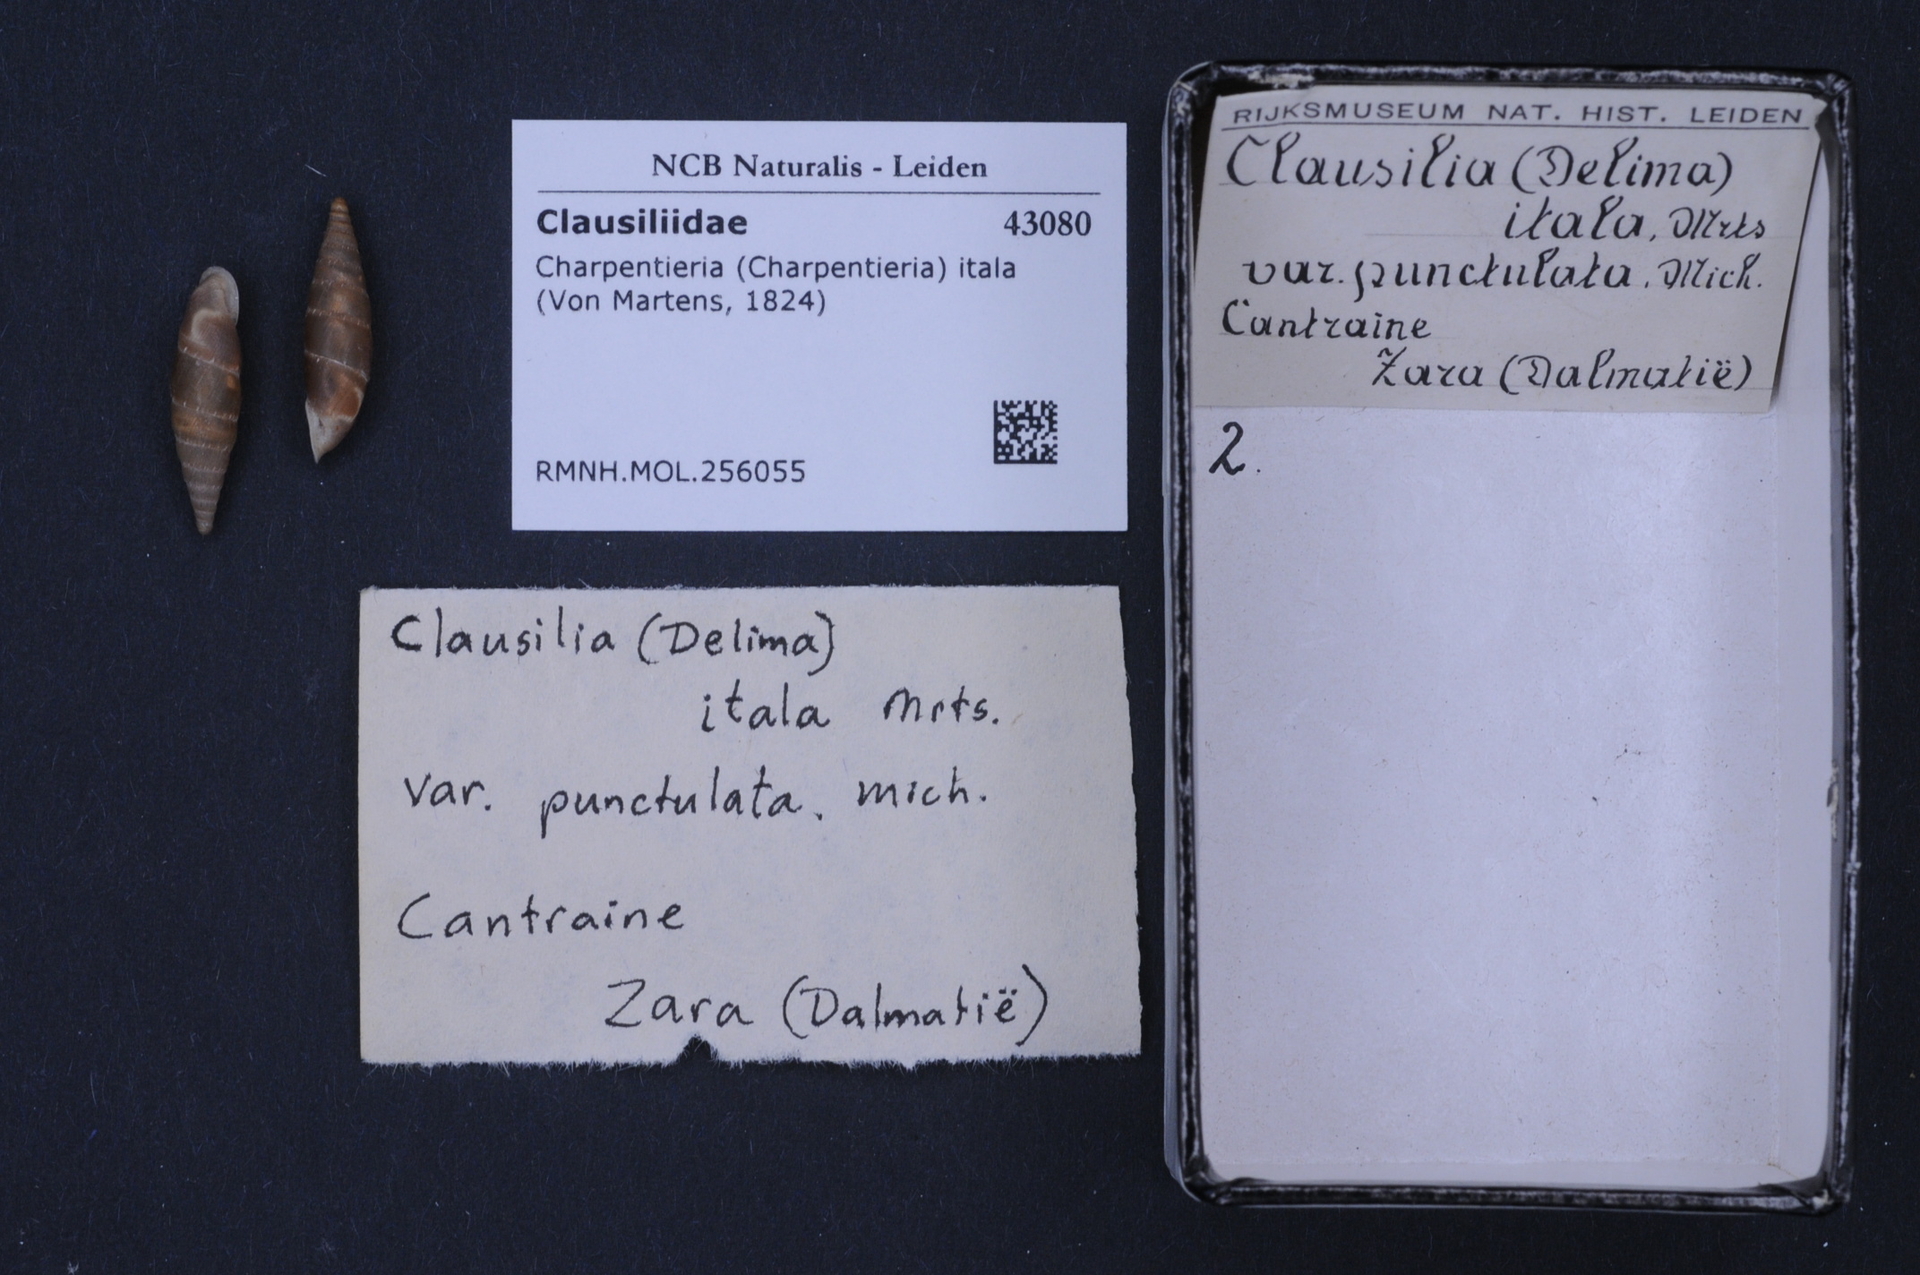 NCB Naturalis - Leiden
Clausiliidae 43080
Charpentieria (Charpentieria) itala
(Von Martens, 1824)
RMNH.MOL.256055
Clausilia (Delima)
itala Mrts.
var. punctulata. mich.
Cantraine
Zara (Dalmatië)
RIJKSMUSEUM NAT. HIST. LEIDEN
Clausilia (Delima)
itala, Mrts
var. punctulata, Mich.
Cantraine
Zara (Dalmatië)
2.